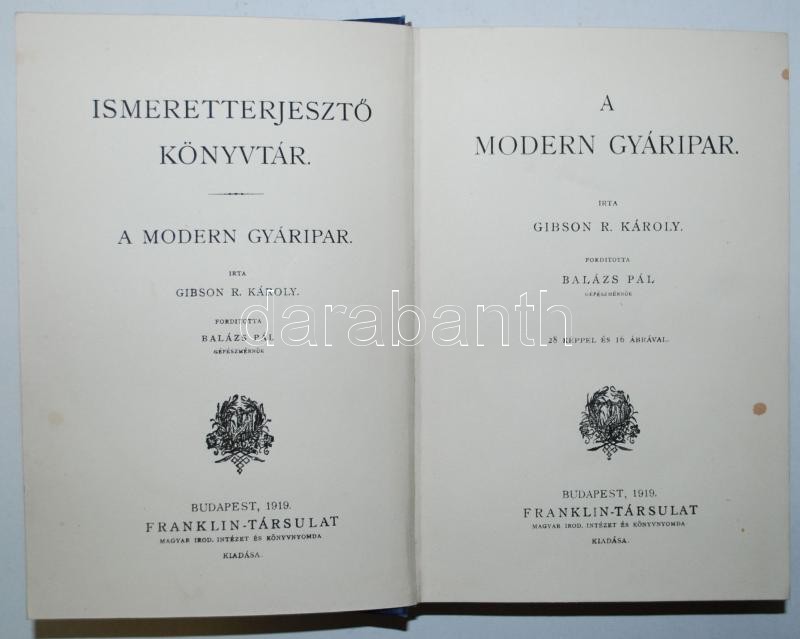 ISMERETTERJESZTŐ
KÖNYVTÁR.
A MODERN GYÁRIPAR.
IRTA
GIBSON R. KÁROLY.
FORDITOTTA
BALÁZS PÁL
GÉPÉSZMÉRNÖK
BUDAPEST, 1919.
FRANKLIN-TÁRSULAT
MAGYAR IROD. INTÉZET ÉS KÖNYVNYOMDA
KIADÁSA.
A
MODERN GYÁRIPAR.
IRTA
GIBSON R. KÁROLY.
FORDITOTTA
BALÁZS PÁL
GÉPÉSZMÉRNÖK
28 KÉPPEL ÉS 16 ÁBRÁVAL.
BUDAPEST, 1919.
FRANKLIN-TÁRSULAT
MAGYAR IROD. INTÉZET ÉS KÖNYVNYOMDA
KIADÁSA.
darabanth